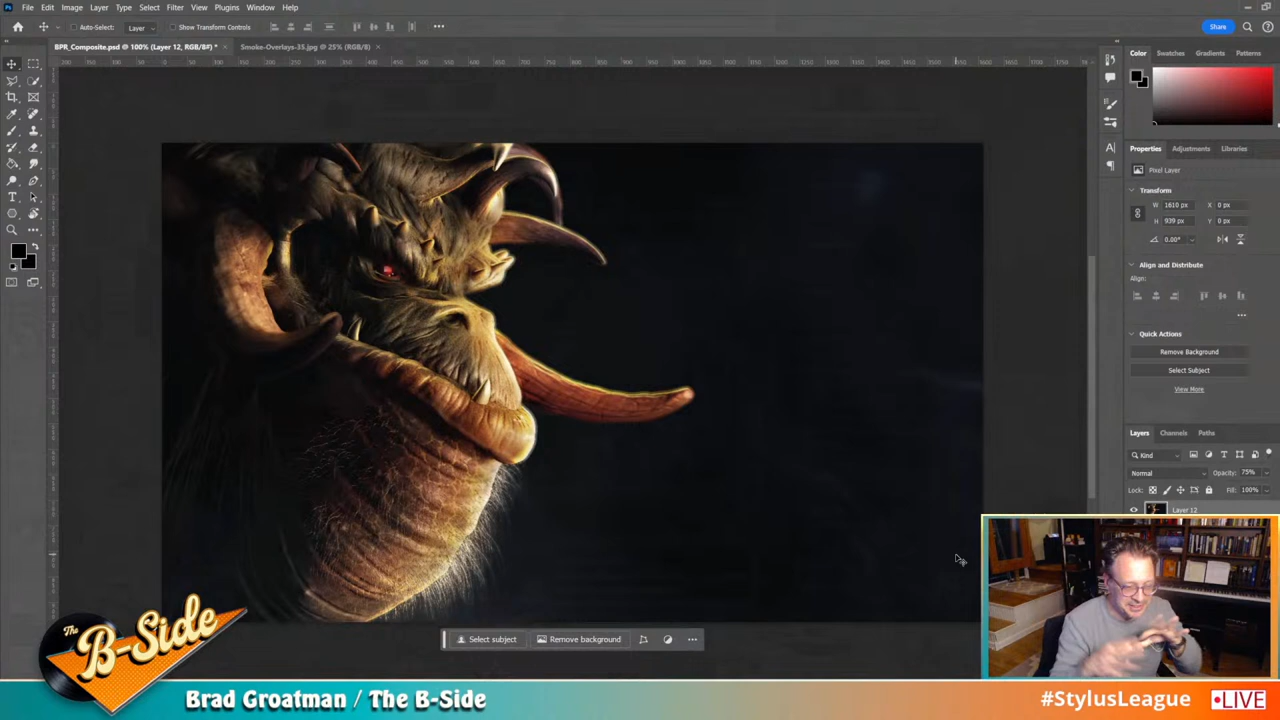 Ps File Edit Image Layer Type Select Filter View Plugins Window Help
Auto-Select: Layer Show Transform Controls Share
BPR_Composite.psd @ 100% (Layer 12, RGB/8#) * × Smoke-Overlays-35.jpg @ 25% (RGB/8) ×
Color Swatches Gradients Patterns
Properties Adjustments Libraries
Pixel Layer
Transform
W 1610 px X 0 px
H 939 px Y 0 px
0.00°
Align and Distribute
Align:
Quick Actions
Remove Background
Select Subject
View More
Layers Channels Paths
Kind
Normal Opacity: 75%
Lock: Fill: 100%
Layer 12
Select subject Remove background
The
B-Side
Brad Groatman / The B-Side
#StylusLeague LIVE